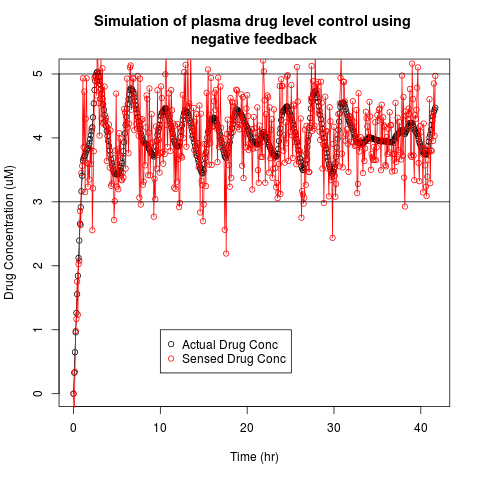 Simulation of plasma drug level control using
negative feedback
Drug Concentration (uM)
5
4
3
2
1
0
Actual Drug Conc
Sensed Drug Conc
0 10 20 30 40
Time (hr)